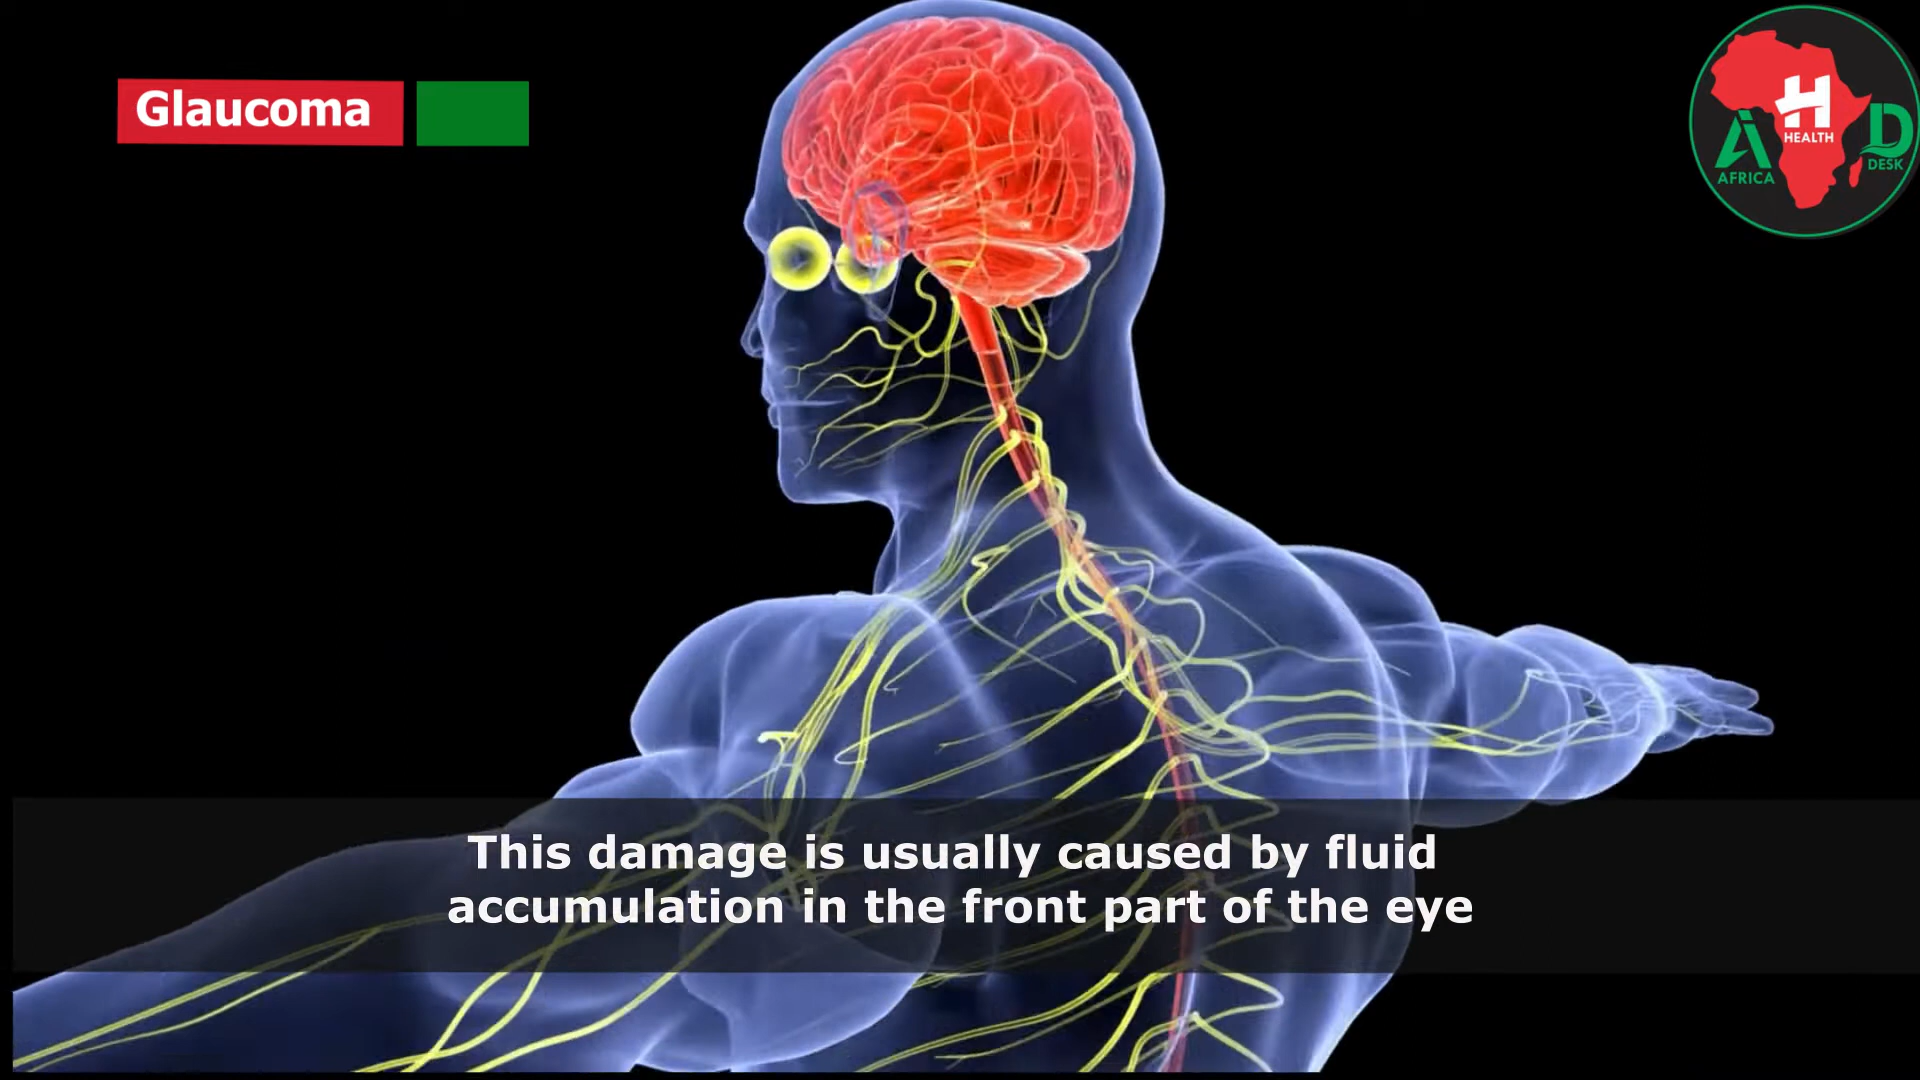 Glaucoma
H
HEALTH
A
AFRICA
D
DESK
This damage is usually caused by fluid
accumulation in the front part of the eye